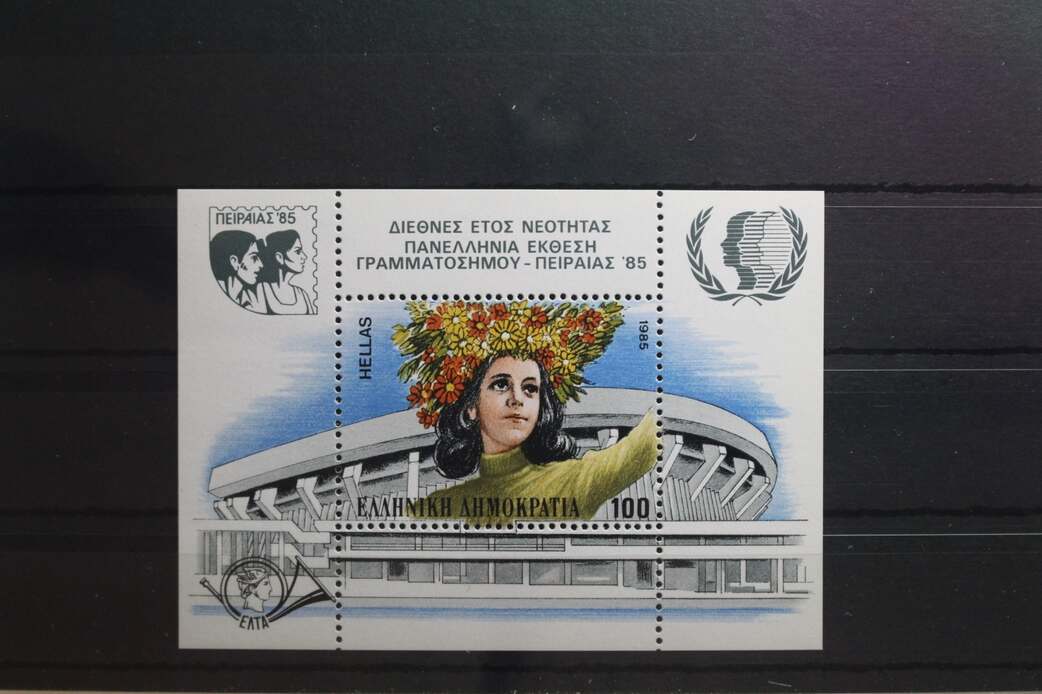 ΠΕΙΡΑΙΑΣ '85
ΔΙΕΘΝΕΣ ΕΤΟΣ ΝΕΟΤΗΤΑΣ
ΠΑΝΕΛΛΗΝΙΑ ΕΚΘΕΣΗ
ΓΡΑΜΜΑΤΟΣΗΜΟΥ - ΠΕΙΡΑΙΑΣ '85
HELLAS
1985
ΕΛΛΗΝΙΚΗ ΔΗΜΟΚΡΑΤΙΑ
100
ΕΛΤΑ